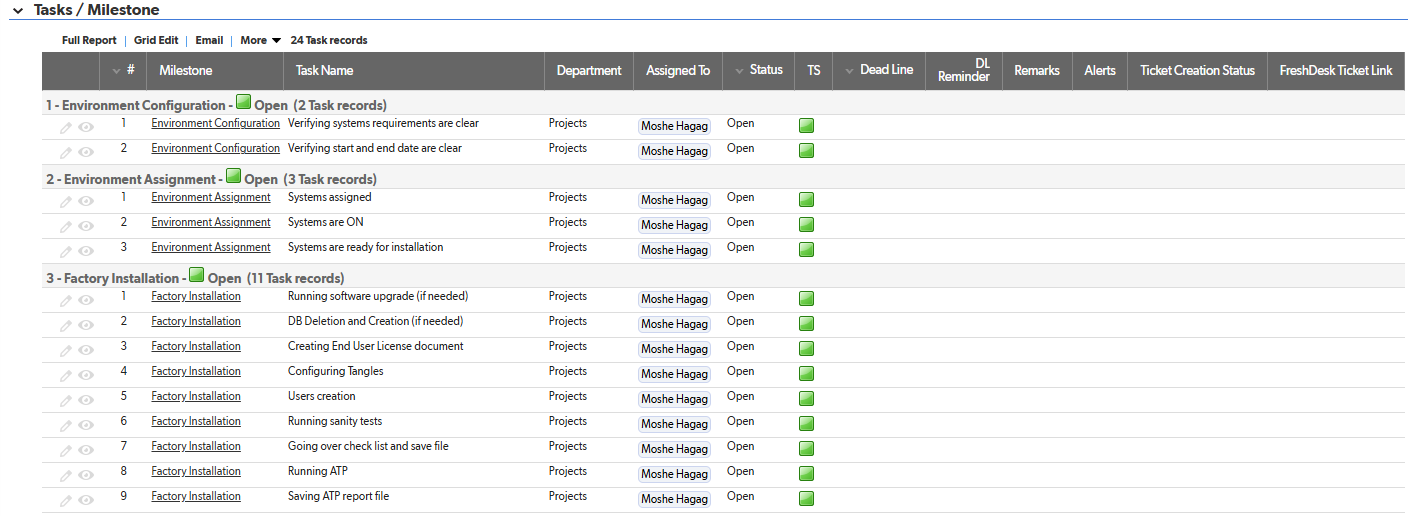 Tasks / Milestone
Full Report | Grid Edit | Email | More 24 Task records
# Milestone Task Name Department Assigned To Status TS Dead Line DL Reminder Remarks Alerts Ticket Creation Status FreshDesk Ticket Link
1 - Environment Configuration - Open (2 Task records)
1 Environment Configuration Verifying systems requirements are clear Projects Moshe Hagag Open
2 Environment Configuration Verifying start and end date are clear Projects Moshe Hagag Open
2 - Environment Assignment - Open (3 Task records)
1 Environment Assignment Systems assigned Projects Moshe Hagag Open
2 Environment Assignment Systems are ON Projects Moshe Hagag Open
3 Environment Assignment Systems are ready for installation Projects Moshe Hagag Open
3 - Factory Installation - Open (11 Task records)
1 Factory Installation Running software upgrade (if needed) Projects Moshe Hagag Open
2 Factory Installation DB Deletion and Creation (if needed) Projects Moshe Hagag Open
3 Factory Installation Creating End User License document Projects Moshe Hagag Open
4 Factory Installation Configuring Tangles Projects Moshe Hagag Open
5 Factory Installation Users creation Projects Moshe Hagag Open
6 Factory Installation Running sanity tests Projects Moshe Hagag Open
7 Factory Installation Going over check list and save file Projects Moshe Hagag Open
8 Factory Installation Running ATP Projects Moshe Hagag Open
9 Factory Installation Saving ATP report file Projects Moshe Hagag Open